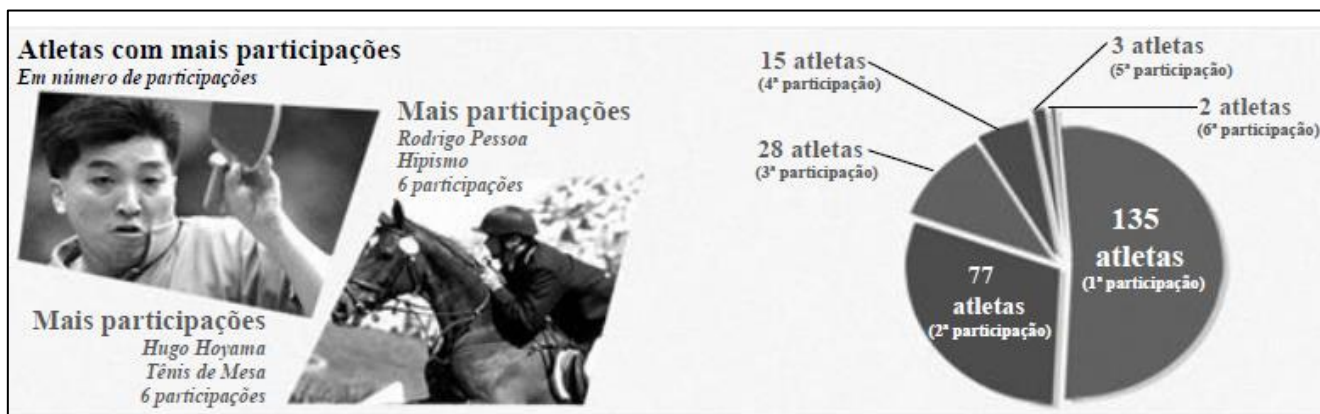 Atletas com mais participações
Em número de participações
Mais participações
Rodrigo Pessoa
Hipismo
6 participações
Mais participações
Hugo Hoyama
Tênis de Mesa
6 participações
3 atletas
(5ª participação)
15 atletas
(4ª participação)
2 atletas
(6ª participação)
28 atletas
(3ª participação)
135
atletas
(1ª participação)
77
atletas
(2ª participação)